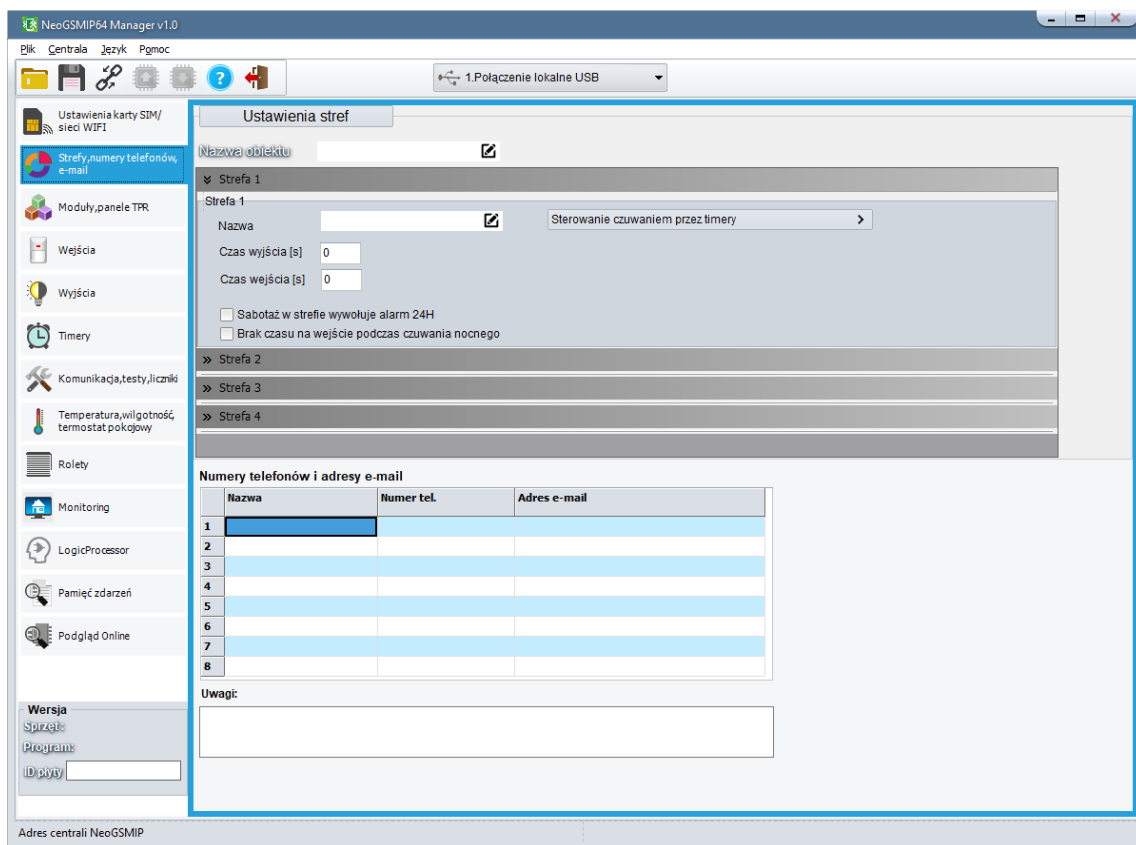 NeoGSMIP64 Manager v1.0
Plik Centrala Język Pomoc
1.Połączenie lokalne USB
Ustawienia karty SIM/
sieci WIFI
Strefy,numery telefonów,
e-mail
Moduły,panele TPR
Wejścia
Wyjścia
Timery
Komunikacja,testy,liczniki
Temperatura,wilgotność,
termostat pokojowy
Rolety
Monitoring
LogicProcessor
Pamięć zdarzeń
Podgląd Online
Wersja
Sprzęt:
Program:
ID płyty
Ustawienia stref
Nazwa obiektu
Strefa 1
Strefa 1
Nazwa
Sterowanie czuwaniem przez timery
Czas wyjścia [s] 0
Czas wejścia [s] 0
Sabotaż w strefie wywołuje alarm 24H
Brak czasu na wejście podczas czuwania nocnego
Strefa 2
Strefa 3
Strefa 4
Numery telefonów i adresy e-mail
Nazwa Numer tel. Adres e-mail
1
2
3
4
5
6
7
8
Uwagi:
Adres centrali NeoGSMIP